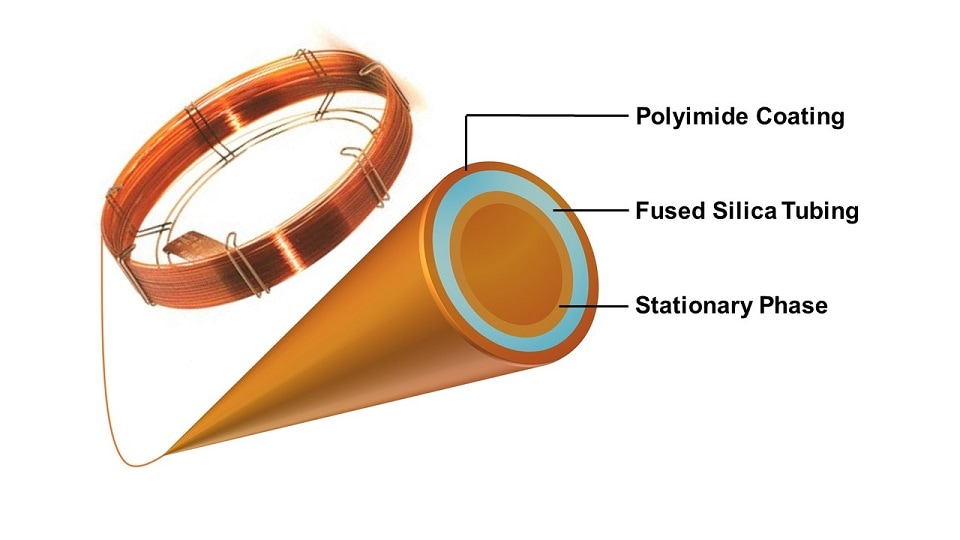 Polyimide Coating
Fused Silica Tubing
Stationary Phase